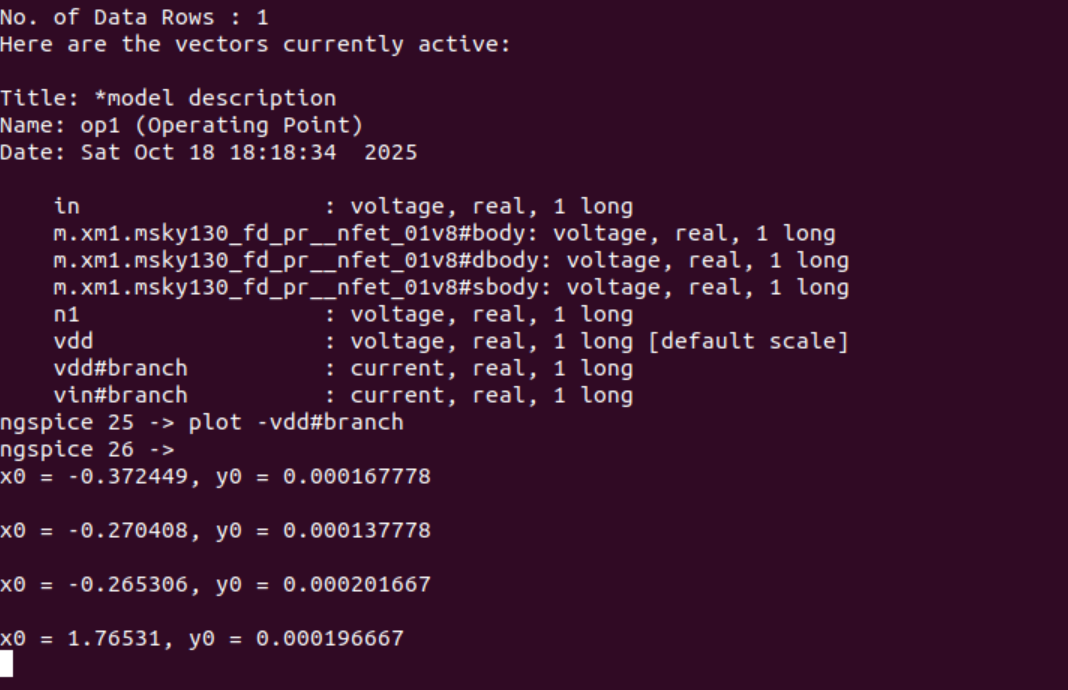 No. of Data Rows : 1
Here are the vectors currently active:
Title: *model description
Name: op1 (Operating Point)
Date: Sat Oct 18 18:18:34  2025
in                  : voltage, real, 1 long
m.xm1.msky130_fd_pr__nfet_01v8#body: voltage, real, 1 long
m.xm1.msky130_fd_pr__nfet_01v8#dbody: voltage, real, 1 long
m.xm1.msky130_fd_pr__nfet_01v8#sbody: voltage, real, 1 long
n1                  : voltage, real, 1 long
vdd                 : voltage, real, 1 long [default scale]
vdd#branch          : current, real, 1 long
vin#branch          : current, real, 1 long
ngspice 25 -> plot -vdd#branch
ngspice 26 ->
x0 = -0.372449, y0 = 0.000167778
x0 = -0.270408, y0 = 0.000137778
x0 = -0.265306, y0 = 0.000201667
x0 = 1.76531, y0 = 0.000196667